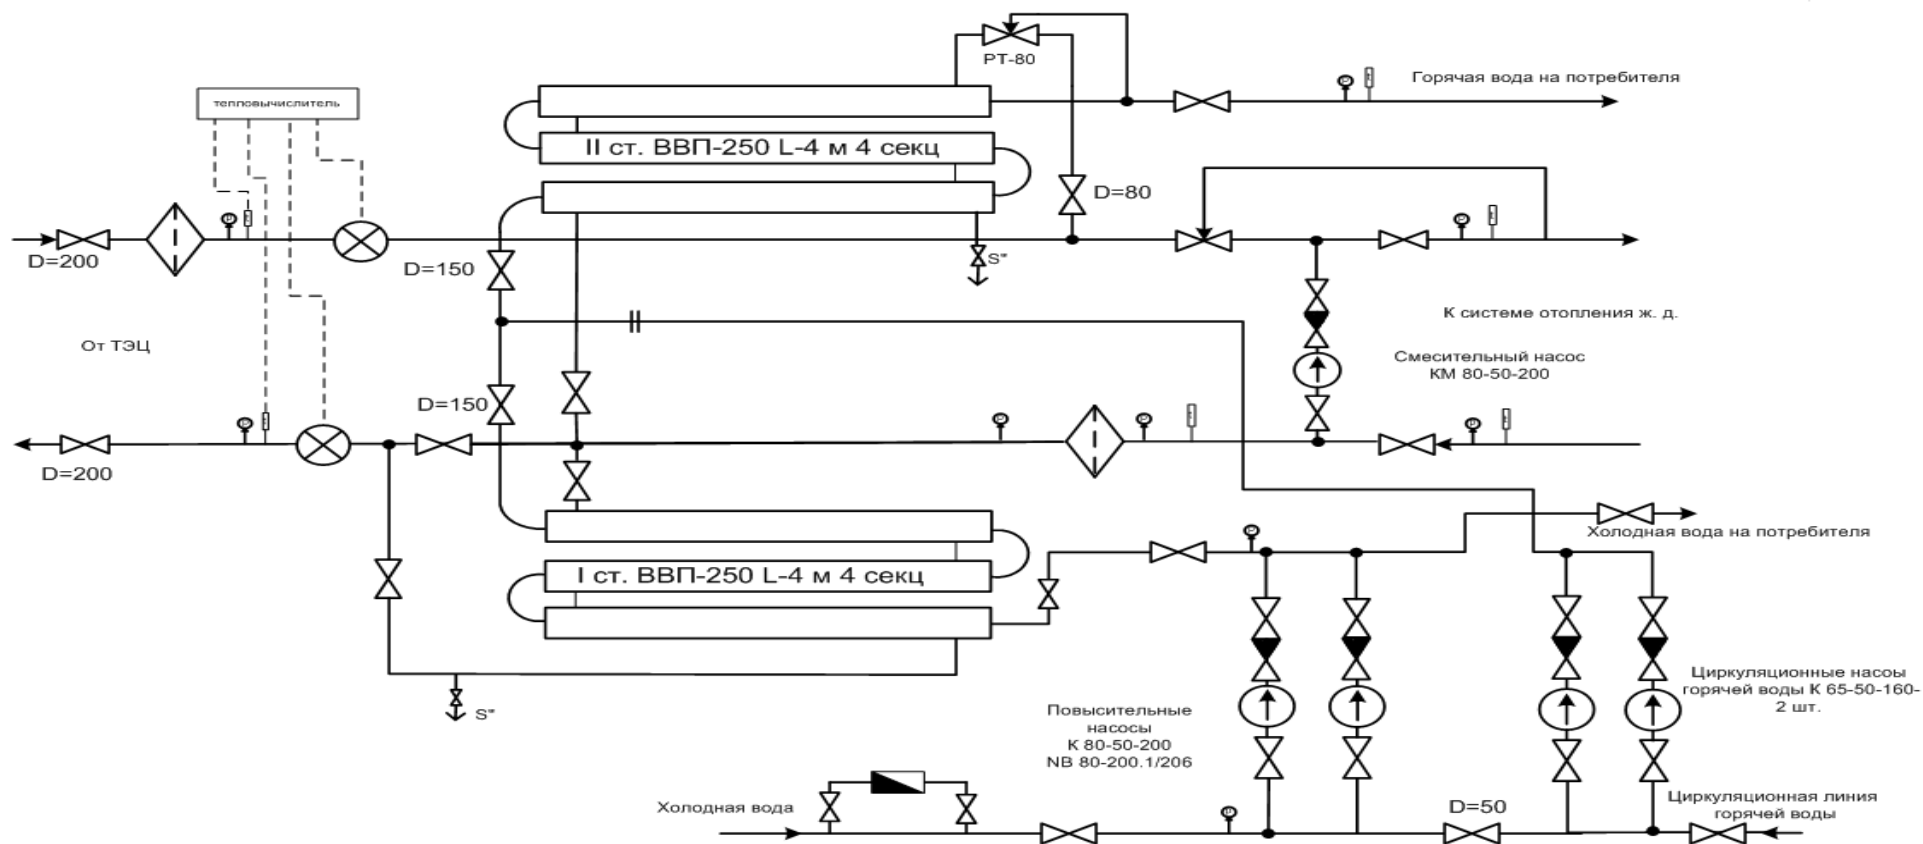 РТ-80
Горячая вода на потребителя
тепловычислитель
II ст. ВВП-250 L-4 м 4 секц
D=80
D=200
D=150
S"
К системе отопления ж. д.
От ТЭЦ
Смесительный насос
КМ 80-50-200
D=150
D=200
Холодная вода на потребителя
I ст. ВВП-250 L-4 м 4 секц
S"
Циркуляционные насоы
горячей воды К 65-50-160-
2 шт.
Повысительные
насосы
К 80-50-200
NB 80-200.1/206
Холодная вода
D=50
Циркуляционная линия
горячей воды